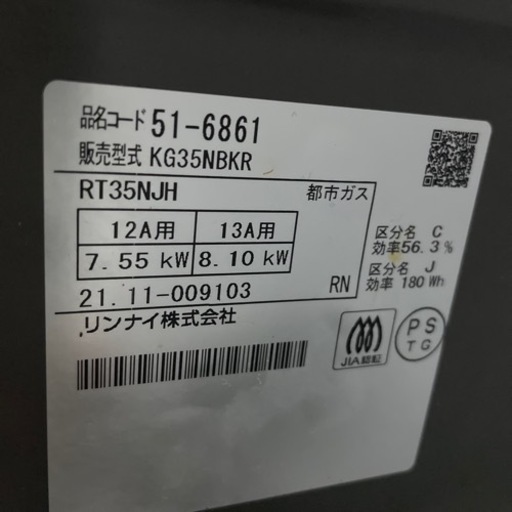 品名コード 51-6861
販売型式 KG35NBKR
RT35NJH 都市ガス
12A用 13A用
7.55 kW 8.10 kW
21.11-009103 RN
リンナイ株式会社
区分名 C
効率56.3%
区分名 J
効率 180 Wh
JIA認証
PS
TG